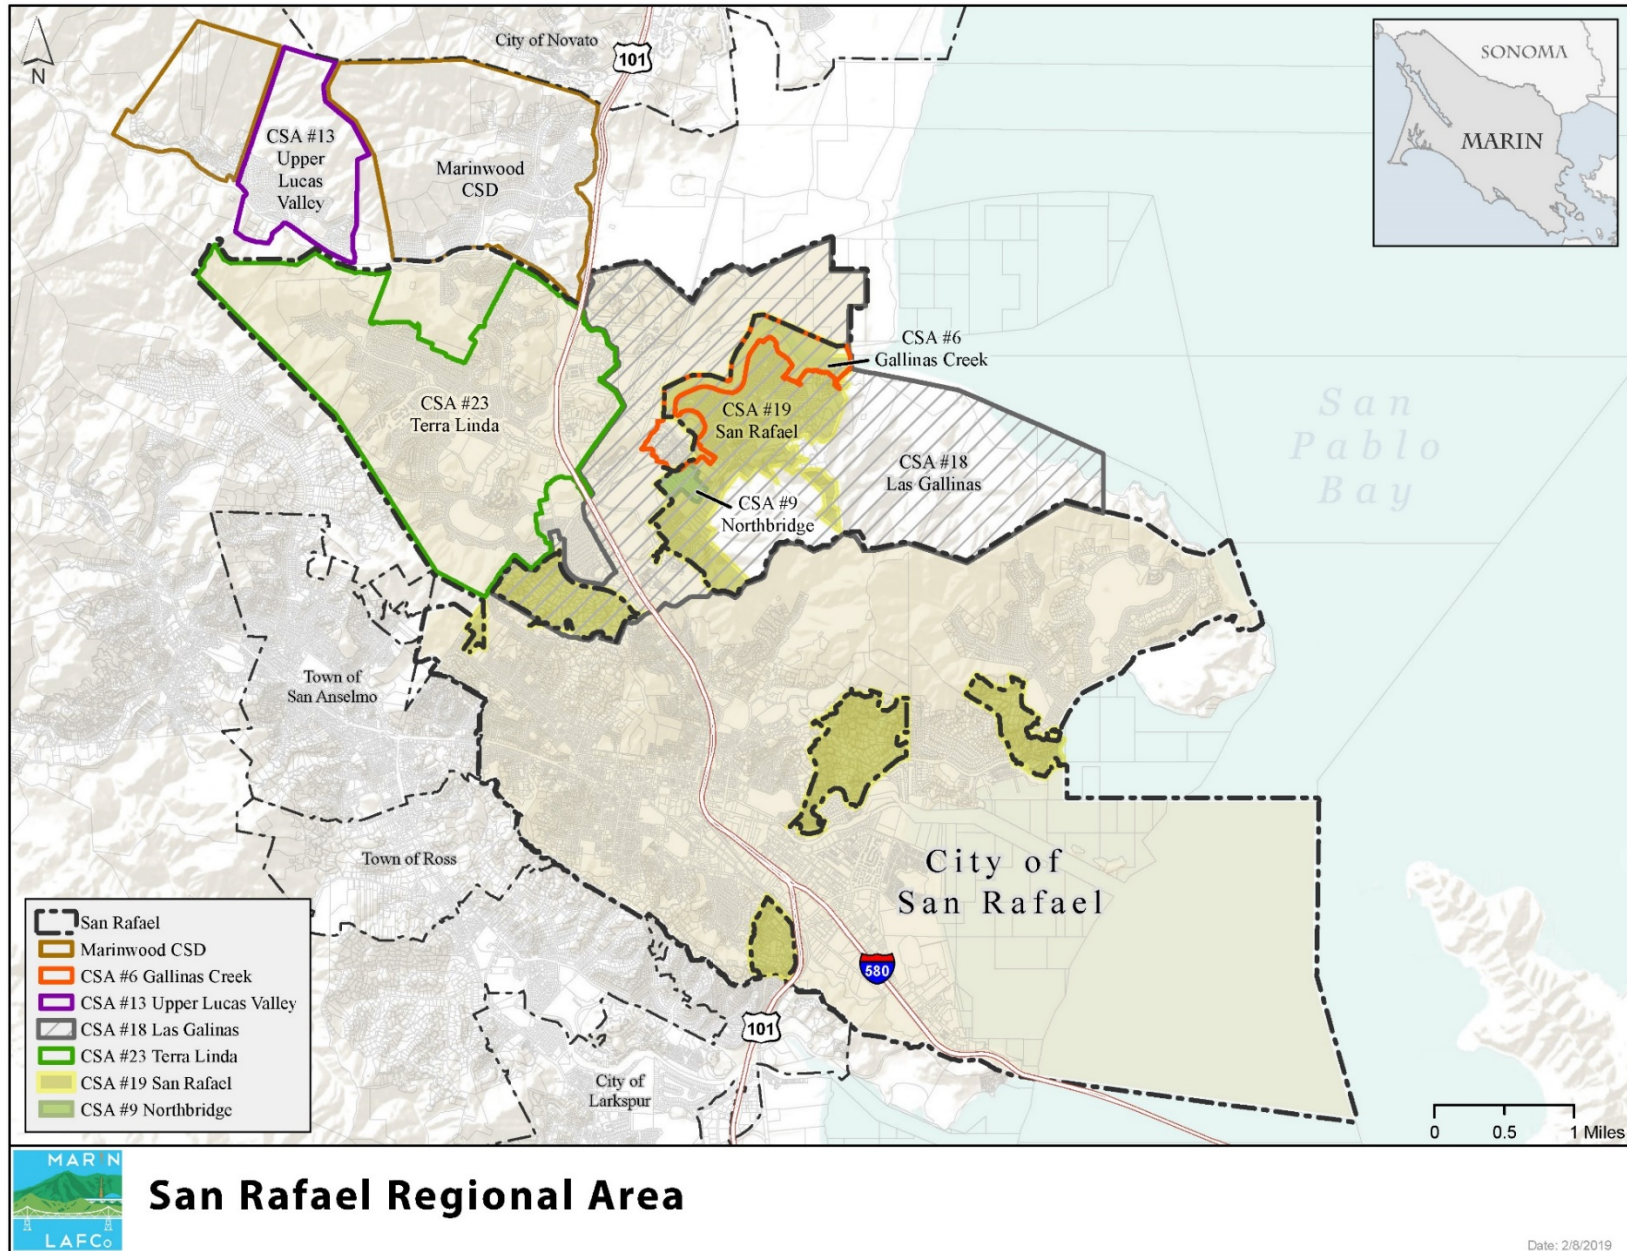 N
City of Novato
101
SONOMA
MARIN
CSA #13
Upper
Lucas
Valley
Marinwood
CSD
CSA #6
Gallinas Creek
CSA #23
Terra Linda
CSA #19
San Rafael
CSA #18
Las Gallinas
CSA #9
Northbridge
San
Pablo
Bay
Town of
San Anselmo
Town of Ross
City of
San Rafael
580
101
City of
Larkspur
San Rafael
Marinwood CSD
CSA #6 Gallinas Creek
CSA #13 Upper Lucas Valley
CSA #18 Las Galinas
CSA #23 Terra Linda
CSA #19 San Rafael
CSA #9 Northbridge
0 0.5 1 Miles
MARIN
LAFCo
San Rafael Regional Area
Date: 2/8/2019